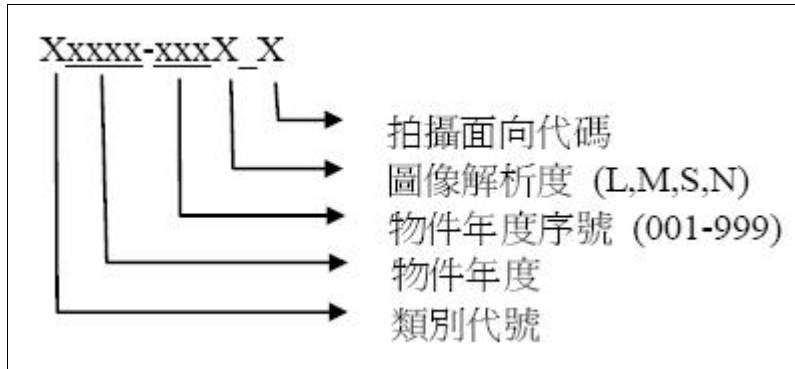 Xxxxx-xxxX_X
拍攝面向代碼
圖像解析度 (L,M,S,N)
物件年度序號 (001-999)
物件年度
類別代號